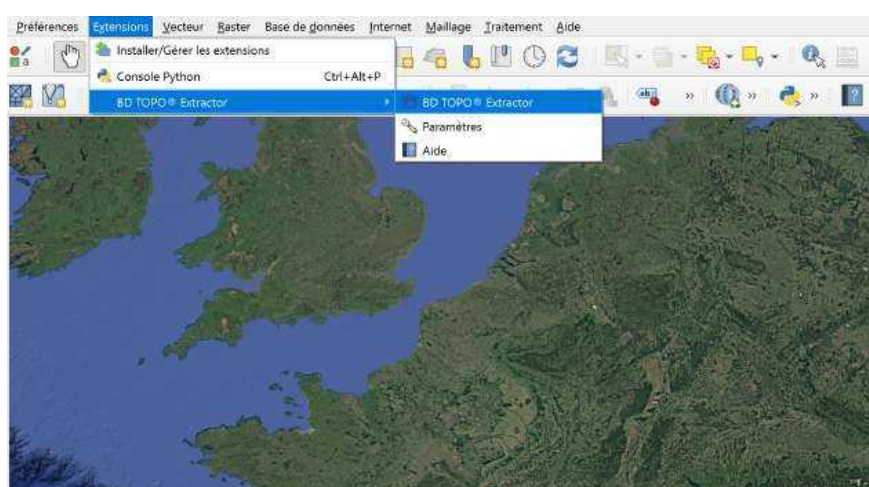 Préférences Extensions Vecteur Raster Base de données Internet Maillage Traitement Aide
Installer/Gérer les extensions
Console Python Ctrl+Alt+P
BD TOPO® Extractor
BD TOPO® Extractor
Paramètres
Aide